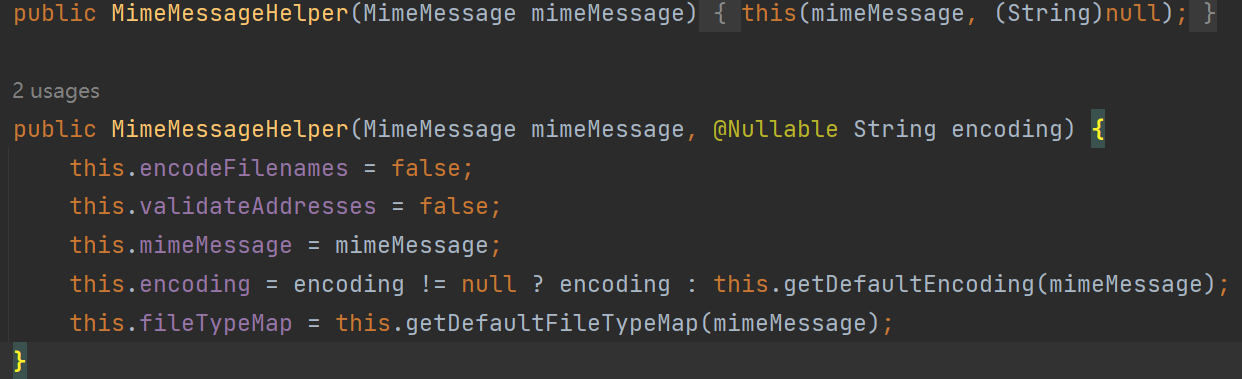 public MimeMessageHelper(MimeMessage mimeMessage) { this(mimeMessage, (String)null); }
2 usages
public MimeMessageHelper(MimeMessage mimeMessage, @Nullable String encoding) {
this.encodeFilenames = false;
this.validateAddresses = false;
this.mimeMessage = mimeMessage;
this.encoding = encoding != null ? encoding : this.getDefaultEncoding(mimeMessage);
this.fileTypeMap = this.getDefaultFileTypeMap(mimeMessage);
}